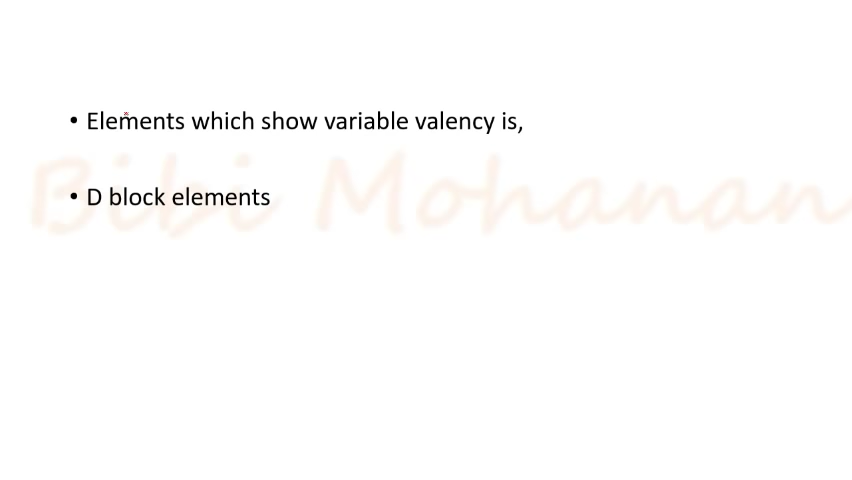 • Elements which show variable valency is,
• D block elements
Bibi Mohanan